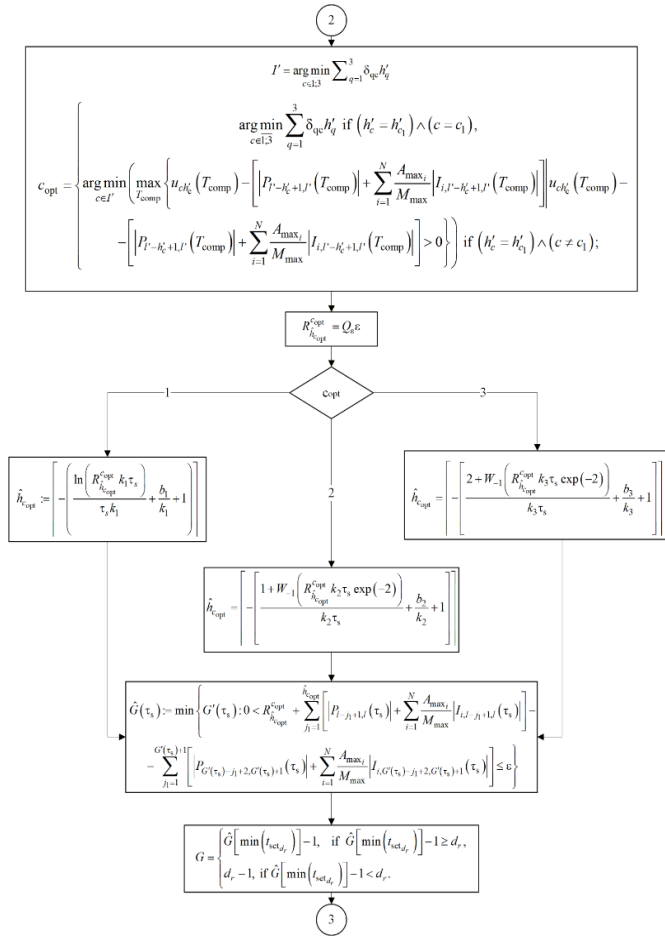 2
I' = arg min_{c∈1;3} ∑_{q-1}^{3} δ_{qc} h'_q
c_opt = { arg min_{c∈1;3} ∑_{q=1}^{3} δ_{qc} h'_q if (h'_c = h'_{c_1}) ∧ (c = c_1),
arg min_{c∈I'} ( max_{T_comp} { u_{ch'_c}(T_comp) − [ |P_{l'−h'_c+1,l'}(T_comp)| + ∑_{i=1}^{N} A_{max_i}/M_max |I_{i,l'−h'_c+1,l'}(T_comp)| ] | u_{ch'_c}(T_comp) −
− [ |P_{l'−h'_c+1,l'}(T_comp)| + ∑_{i=1}^{N} A_{max_i}/M_max |I_{i,l'−h'_c+1,l'}(T_comp)| ] > 0 } ) if (h'_c = h'_{c_1}) ∧ (c ≠ c_1);
R^{c_opt}_{ĥ_{c_opt}} = Q_s ε
c_opt
1
3
ĥ_{c_opt} := ⌈ −( ln( R^{c_opt}_{ĥ_{c_opt}} k_1 τ_s ) / τ_s k_1 + b_1/k_1 + 1 ) ⌉
ĥ_{c_opt} = ⌈ −[ 2 + W_{−1}( R^{c_opt}_{ĥ_{c_opt}} k_3 τ_s exp(−2) ) / k_3 τ_s + b_3/k_3 + 1 ] ⌉
2
ĥ_{c_opt} = ⌈ −[ 1 + W_{−1}( R^{c_opt}_{ĥ_{c_opt}} k_2 τ_s exp(−2) ) / k_2 τ_s + b_2/k_2 + 1 ] ⌉
Ĝ(τ_s) := min { G'(τ_s) : 0 < R^{c_opt}_{ĥ_{c_opt}} + ∑_{j_1=1}^{ĥ_{c_opt}} [ |P_{l−j_1+1,l}(τ_s)| + ∑_{i=1}^{N} A_{max_i}/M_max |I_{i,l−j_1+1,l}(τ_s)| ] −
− ∑_{j_1=1}^{G'(τ_s)+1} [ |P_{G'(τ_s)−j_1+2,G'(τ_s)+1}(τ_s)| + ∑_{i=1}^{N} A_{max_i}/M_max |I_{i,G'(τ_s)−j_1+2,G'(τ_s)+1}(τ_s)| ] ≤ ε }
G = { Ĝ[min(t_{set_{d_r}})] − 1, if Ĝ[min(t_{set_{d_r}})] − 1 ≥ d_r,
d_r − 1, if Ĝ[min(t_{set_{d_r}})] − 1 < d_r.
3